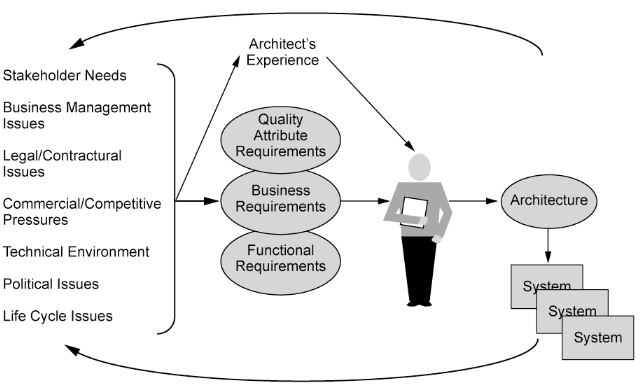 Architect's
Experience
Stakeholder Needs
Business Management
Issues
Legal/Contractural
Issues
Commercial/Competitive
Pressures
Technical Environment
Political Issues
Life Cycle Issues
Quality
Attribute
Requirements
Business
Requirements
Functional
Requirements
Architecture
System
System
System